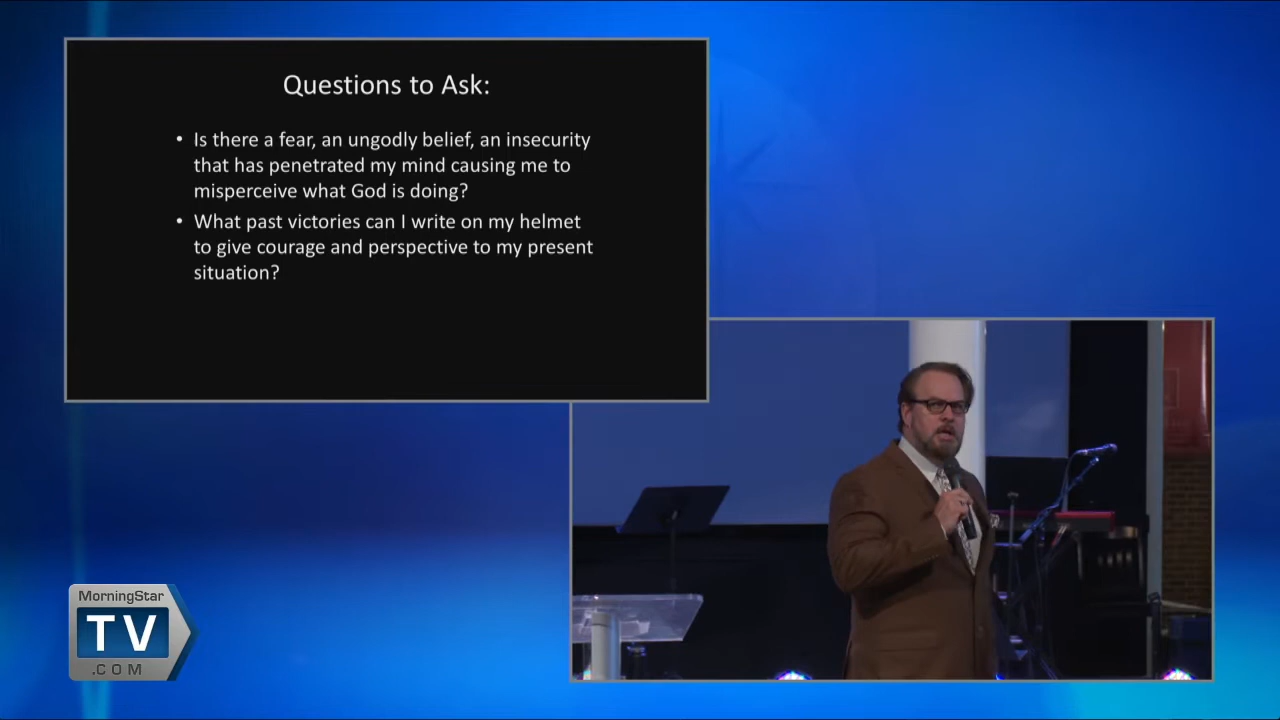 Questions to Ask:
• Is there a fear, an ungodly belief, an insecurity
that has penetrated my mind causing me to
misperceive what God is doing?
• What past victories can I write on my helmet
to give courage and perspective to my present
situation?
MorningStar
TV
.COM